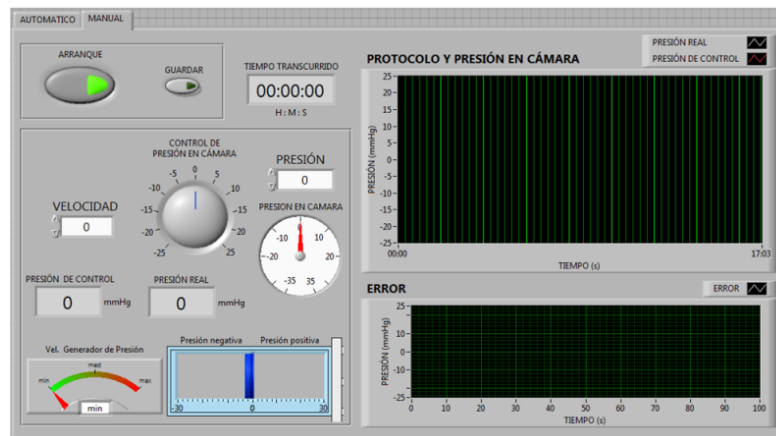 AUTOMATICO MANUAL
ARRANQUE
GUARDAR
TIEMPO TRANSCURRIDO
00:00:00
H : M : S
CONTROL DE
PRESIÓN EN CÁMARA
-25 -20 -15 -10 -5 0 5 10 15 20 25
PRESIÓN
0
VELOCIDAD
0
PRESION EN CAMARA
-35 -20 -10 0 10 20 35
PRESIÓN DE CONTROL
0 mmHg
PRESIÓN REAL
0 mmHg
Vel. Generador de Presión
min med max
min
Presión negativa Presión positiva
-30 0 30
PROTOCOLO Y PRESIÓN EN CÁMARA
PRESIÓN REAL
PRESIÓN DE CONTROL
PRESIÓN (mmHg)
25
20
15
10
5
0
-5
-10
-15
-20
-25
00:00 17:03
TIEMPO (s)
ERROR
ERROR
PRESIÓN (mmHg)
25
10
0
-10
-25
0 10 20 30 40 50 60 70 80 90 100
TIEMPO (s)